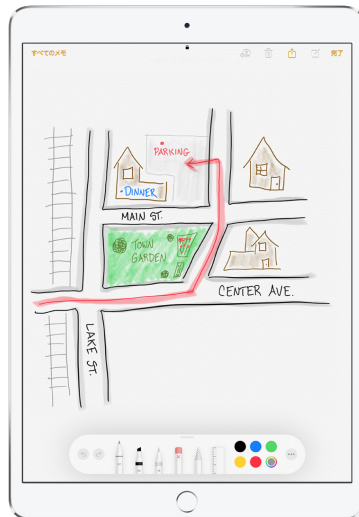 すべてのメモ
完了
PARKING
DINNER
MAIN ST.
TOWN
GARDEN
CENTER AVE.
LAKE ST.